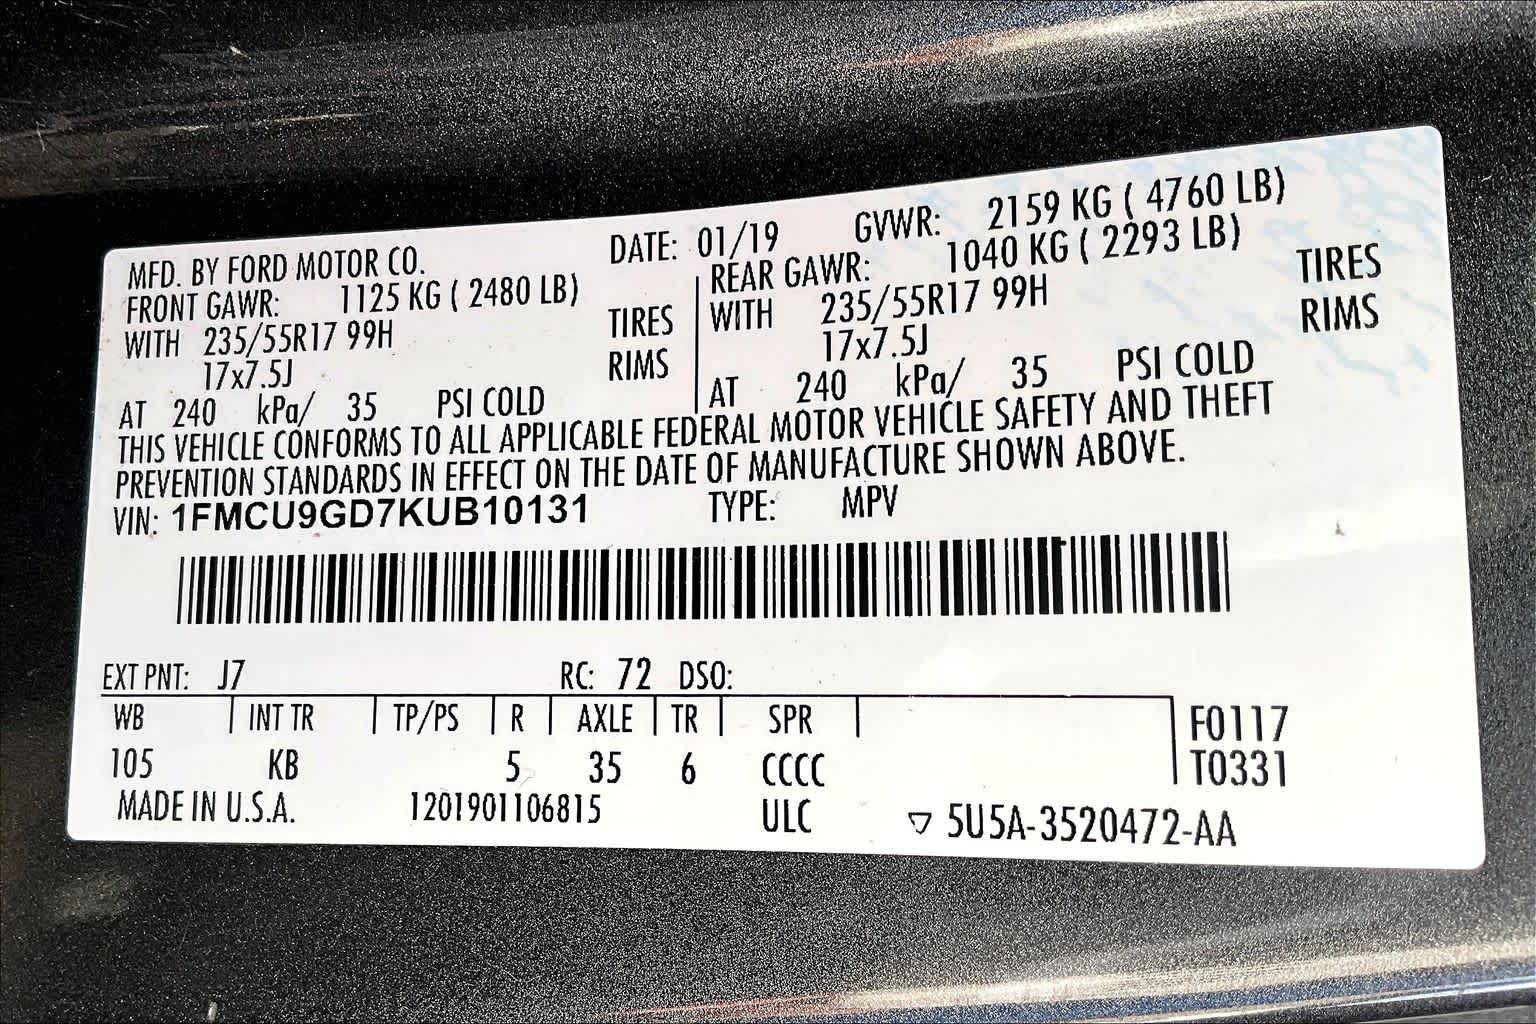 MFD. BY FORD MOTOR CO. DATE: 01/19 GVWR: 2159 KG ( 4760 LB)
FRONT GAWR: 1125 KG ( 2480 LB) REAR GAWR: 1040 KG ( 2293 LB)
WITH 235/55R17 99H TIRES WITH 235/55R17 99H TIRES
17x7.5J RIMS 17x7.5J RIMS
AT 240 kPa/ 35 PSI COLD AT 240 kPa/ 35 PSI COLD
THIS VEHICLE CONFORMS TO ALL APPLICABLE FEDERAL MOTOR VEHICLE SAFETY AND THEFT
PREVENTION STANDARDS IN EFFECT ON THE DATE OF MANUFACTURE SHOWN ABOVE.
VIN: 1FMCU9GD7KUB10131 TYPE: MPV
EXT PNT: J7 RC: 72 DSO:
WB INT TR TP/PS R AXLE TR SPR F0117
105 KB 5 35 6 CCCC T0331
MADE IN U.S.A. 1201901106815 ULC ▽ 5U5A-3520472-AA